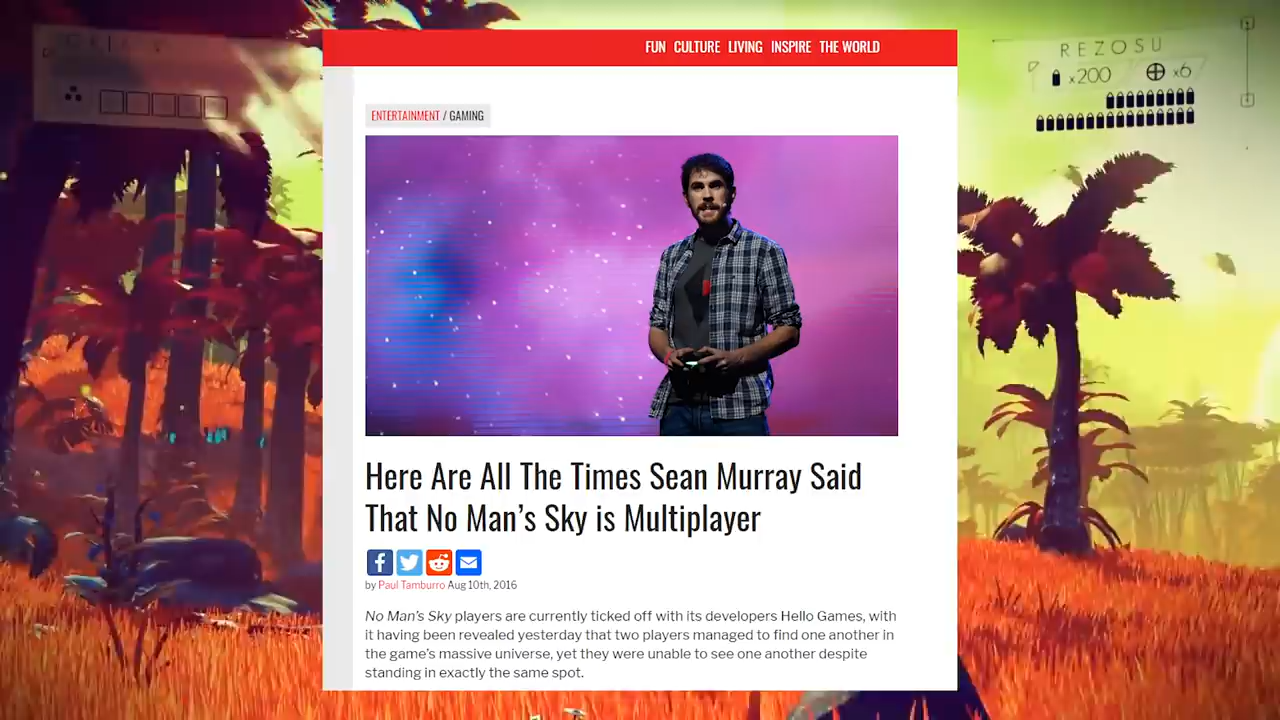 FUN CULTURE LIVING INSPIRE THE WORLD
REZOSU
x200 x6
ENTERTAINMENT / GAMING
Here Are All The Times Sean Murray Said
That No Man's Sky is Multiplayer
by Paul Tamburro Aug 10th, 2016
No Man's Sky players are currently ticked off with its developers Hello Games, with
it having been revealed yesterday that two players managed to find one another in
the game's massive universe, yet they were unable to see one another despite
standing in exactly the same spot.